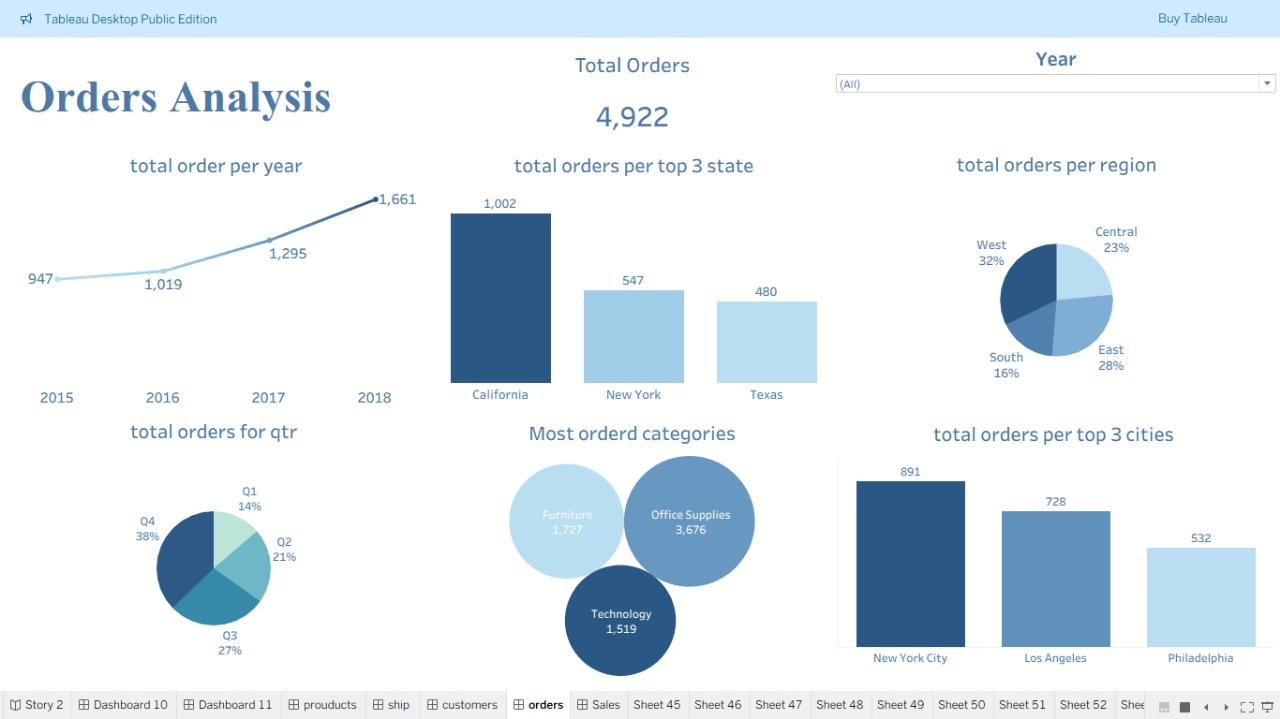 Tableau Desktop Public Edition
Buy Tableau
Orders Analysis
Total Orders
4,922
Year
(All)
total order per year
947
1,019
1,295
1,661
2015
2016
2017
2018
total orders per top 3 state
1,002
547
480
California
New York
Texas
total orders per region
West
32%
Central
23%
South
16%
East
28%
total orders for qtr
Q1
14%
Q4
38%
Q2
21%
Q3
27%
Most orderd categories
Furniture
1,727
Office Supplies
3,676
Technology
1,519
total orders per top 3 cities
891
728
532
New York City
Los Angeles
Philadelphia
Story 2
Dashboard 10
Dashboard 11
prouducts
ship
customers
orders
Sales
Sheet 45
Sheet 46
Sheet 47
Sheet 48
Sheet 49
Sheet 50
Sheet 51
Sheet 52
Shee